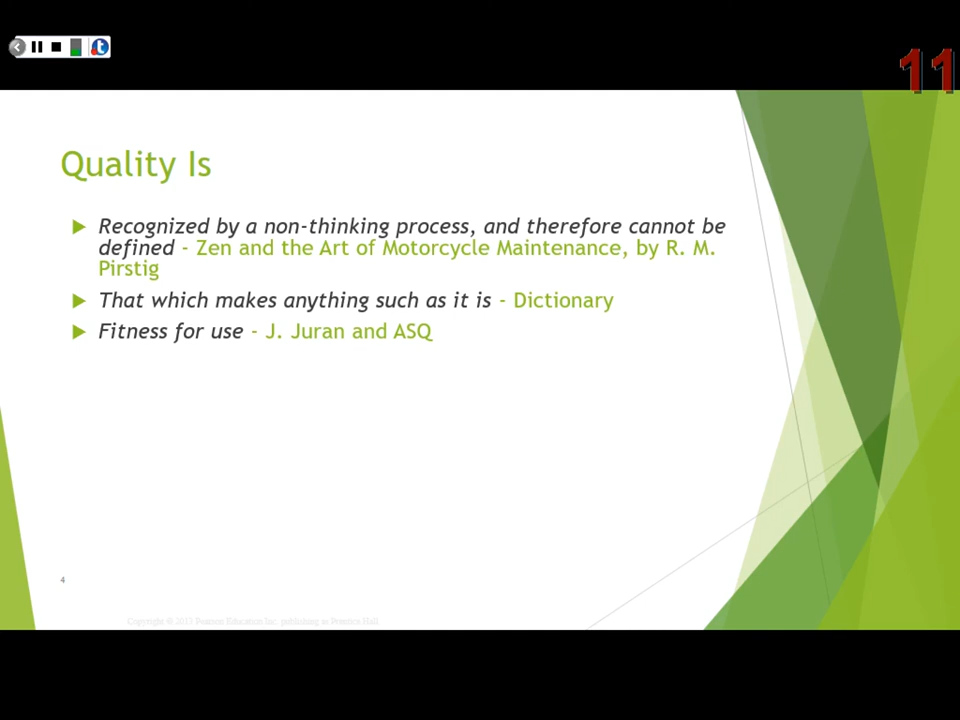 11
Quality Is
Recognized by a non-thinking process, and therefore cannot be
defined - Zen and the Art of Motorcycle Maintenance, by R. M.
Pirstig
That which makes anything such as it is - Dictionary
Fitness for use - J. Juran and ASQ
4
Copyright © 2013 Pearson Education Inc. publishing as Prentice Hall